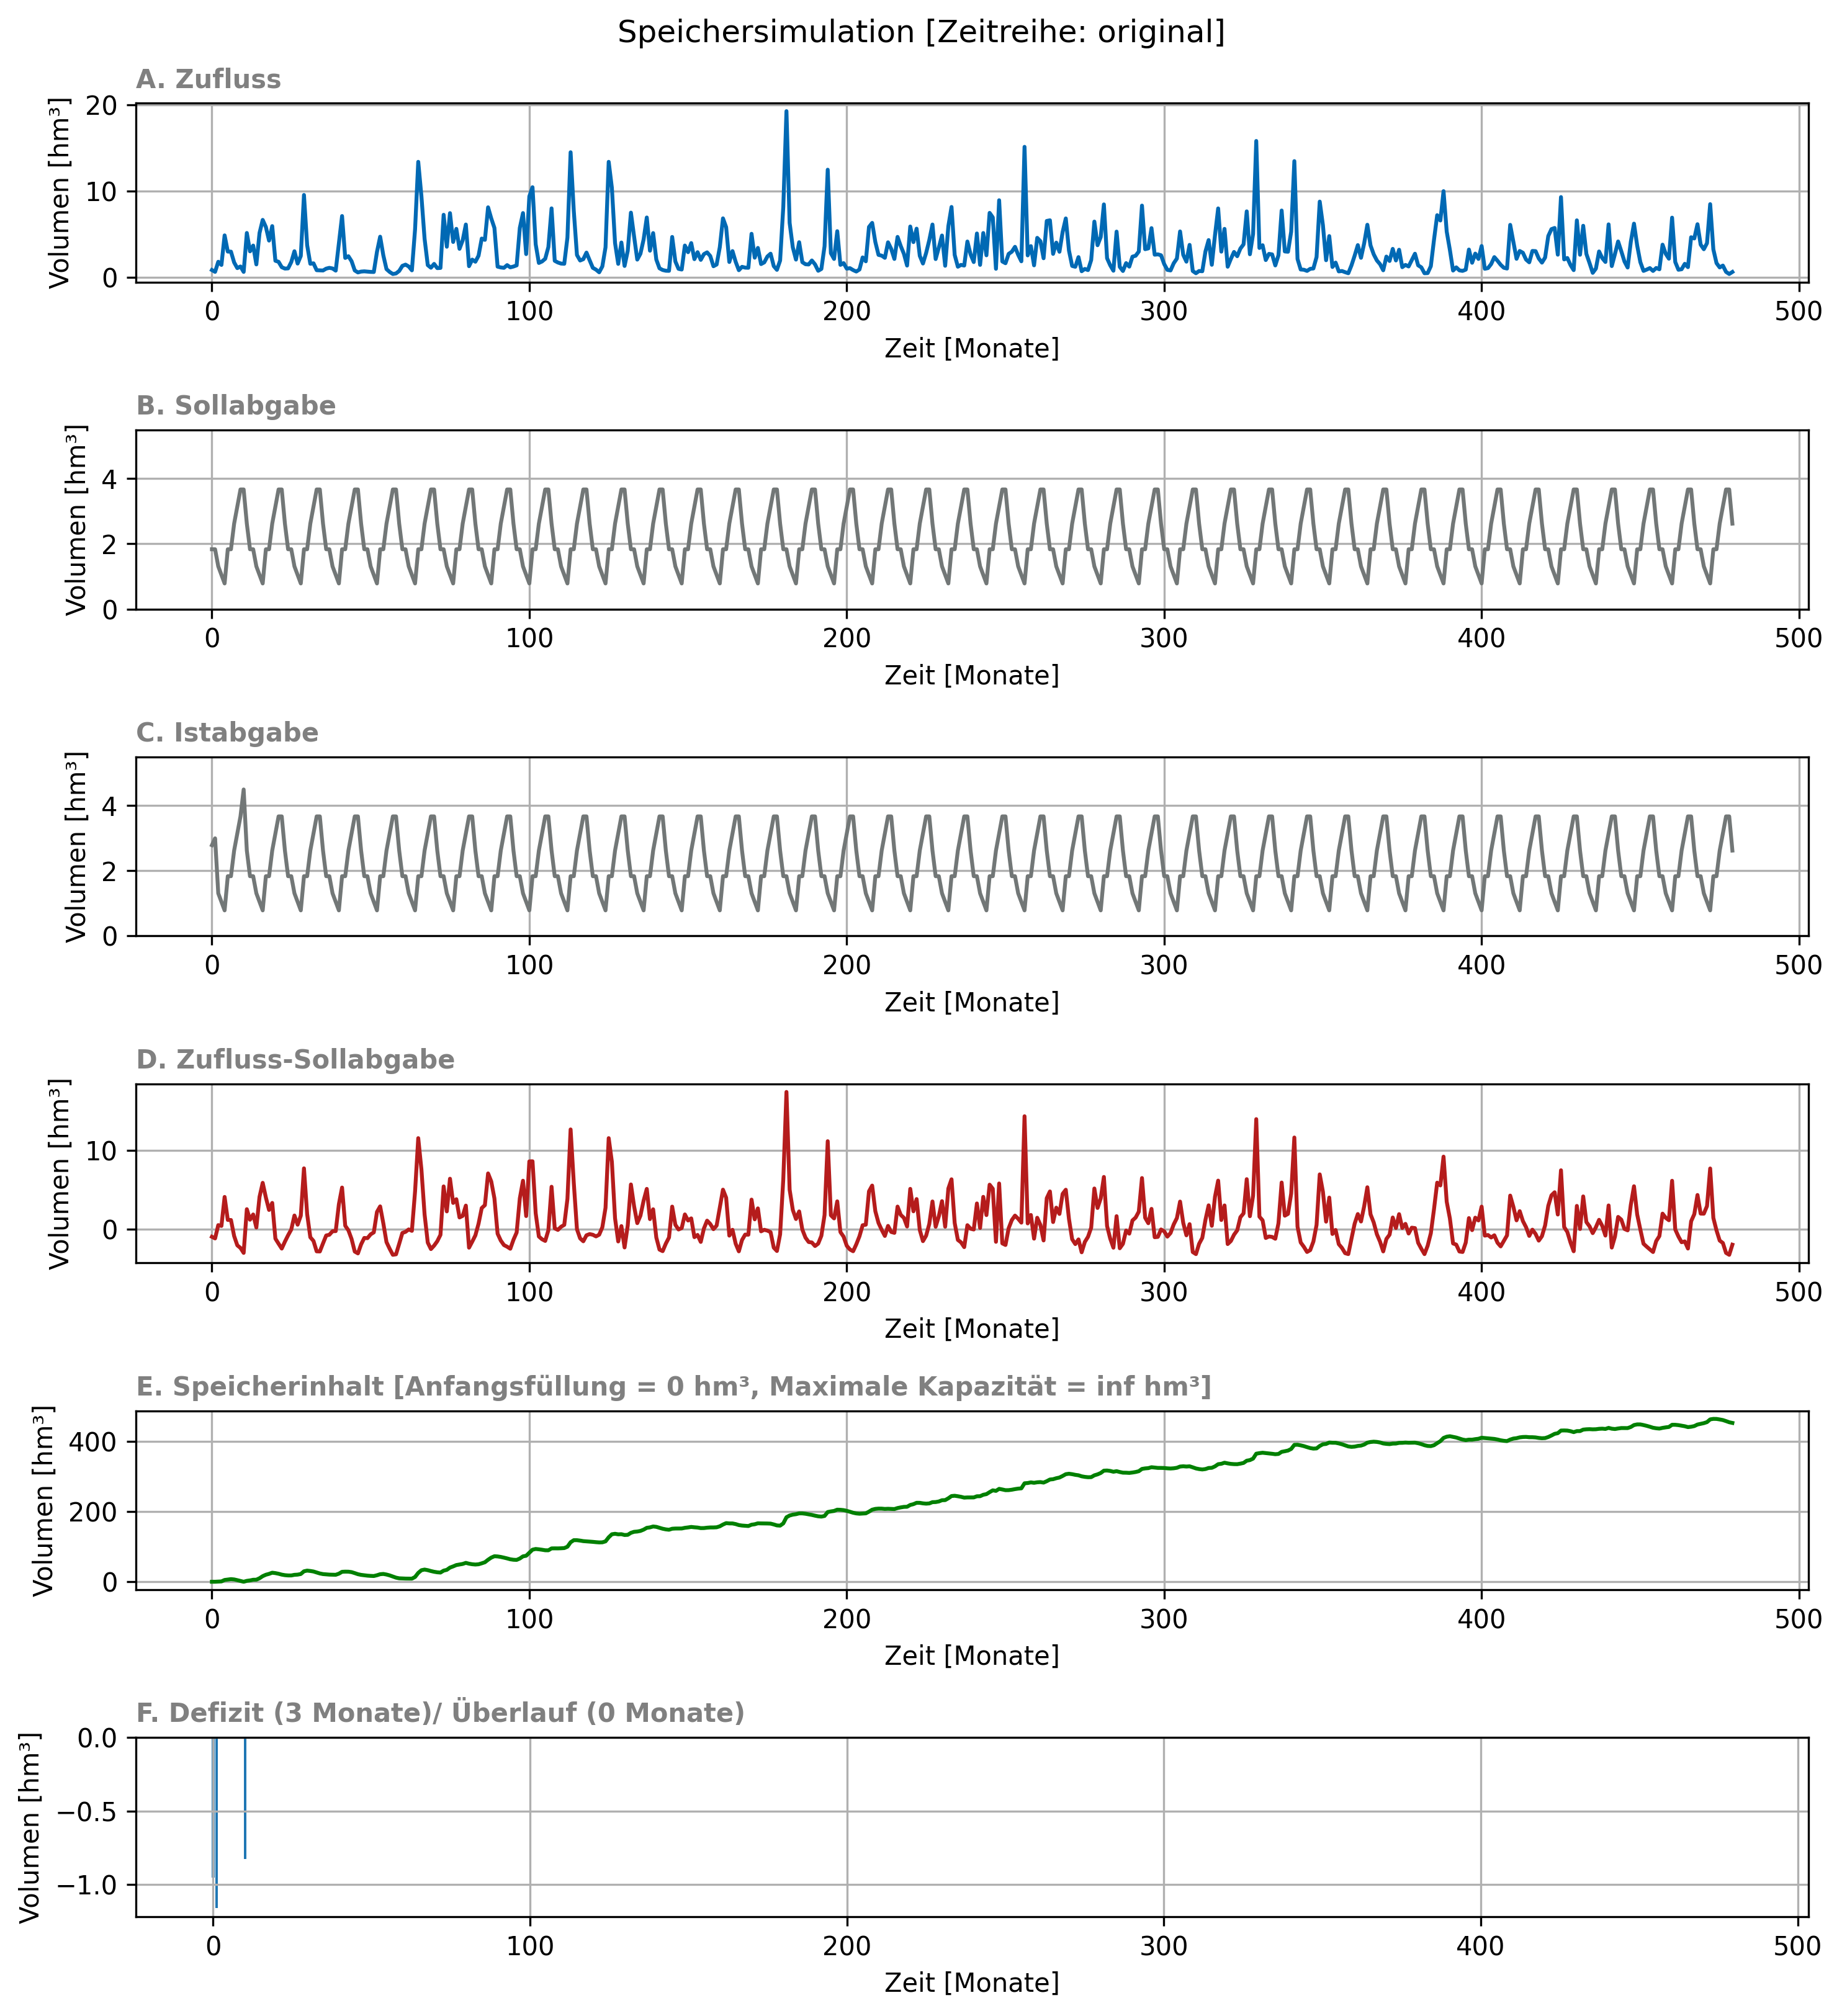 Speichersimulation [Zeitreihe: original]
A. Zufluss
Volumen [hm³]
20
10
0
0 100 200 300 400 500
Zeit [Monate]
B. Sollabgabe
Volumen [hm³]
4
2
0
0 100 200 300 400 500
Zeit [Monate]
C. Istabgabe
Volumen [hm³]
4
2
0
0 100 200 300 400 500
Zeit [Monate]
D. Zufluss-Sollabgabe
Volumen [hm³]
10
0
0 100 200 300 400 500
Zeit [Monate]
E. Speicherinhalt [Anfangsfüllung = 0 hm³, Maximale Kapazität = inf hm³]
Volumen [hm³]
400
200
0
0 100 200 300 400 500
Zeit [Monate]
F. Defizit (3 Monate)/ Überlauf (0 Monate)
Volumen [hm³]
0.0
−0.5
−1.0
0 100 200 300 400 500
Zeit [Monate]